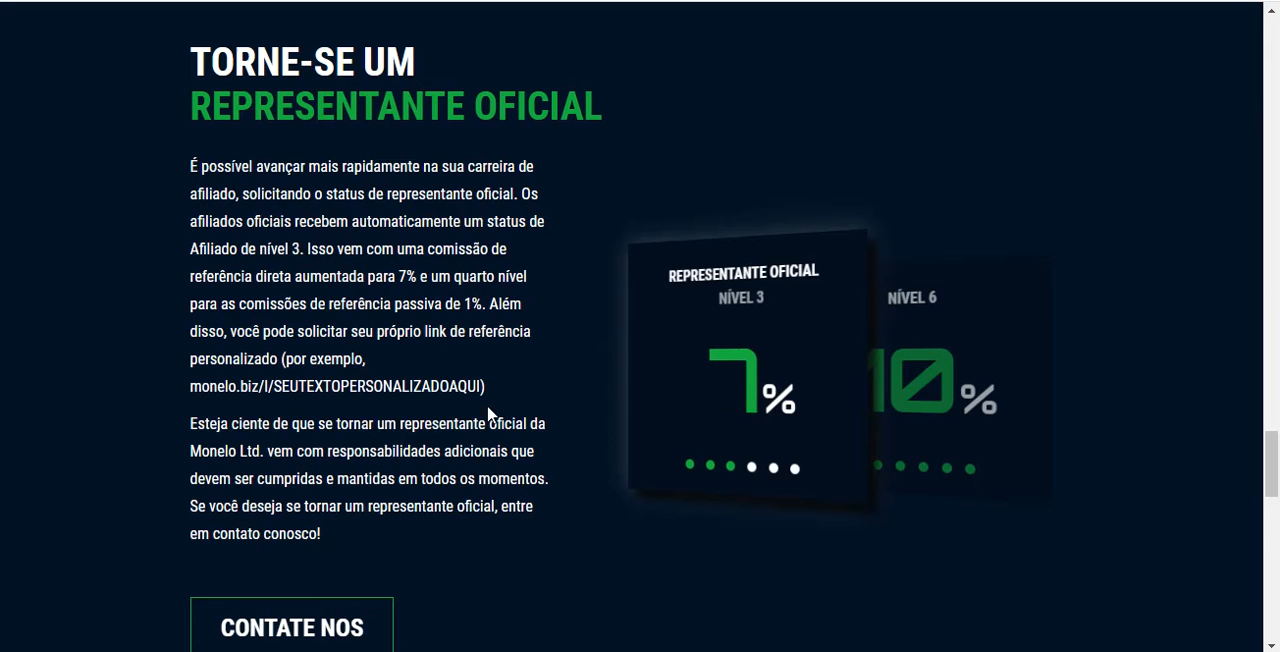 TORNE-SE UM
REPRESENTANTE OFICIAL
É possível avançar mais rapidamente na sua carreira de
afiliado, solicitando o status de representante oficial. Os
afiliados oficiais recebem automaticamente um status de
Afiliado de nível 3. Isso vem com uma comissão de
referência direta aumentada para 7% e um quarto nível
para as comissões de referência passiva de 1%. Além
disso, você pode solicitar seu próprio link de referência
personalizado (por exemplo,
monelo.biz/l/SEUTEXTOPERSONALIZADOAQUI)
Esteja ciente de que se tornar um representante oficial da
Monelo Ltd. vem com responsabilidades adicionais que
devem ser cumpridas e mantidas em todos os momentos.
Se você deseja se tornar um representante oficial, entre
em contato conosco!
CONTATE NOS
REPRESENTANTE OFICIAL
NÍVEL 3
7%
NÍVEL 6
10%